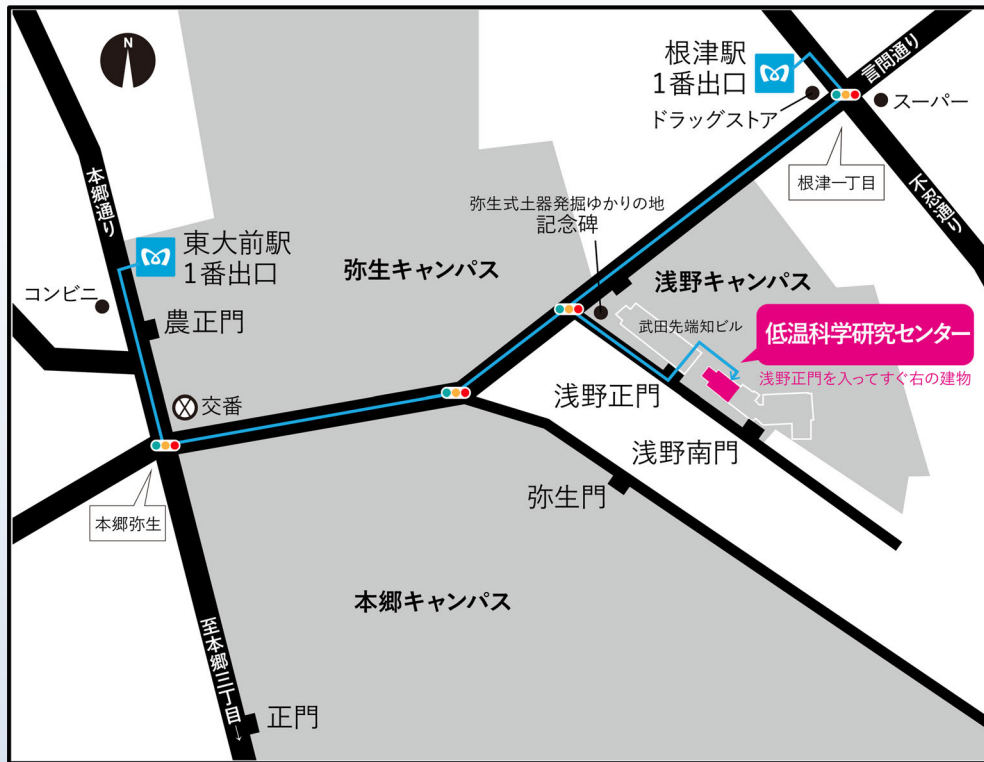 N
根津駅
1番出口
ドラッグストア
言問通り
スーパー
根津一丁目
不忍通り
本郷通り
東大前駅
1番出口
コンビニ
農正門
交番
本郷弥生
弥生式土器発掘ゆかりの地
記念碑
弥生キャンパス
浅野キャンパス
武田先端知ビル
低温科学研究センター
浅野正門を入ってすぐ右の建物
浅野正門
浅野南門
弥生門
本郷キャンパス
至本郷三丁目→
正門